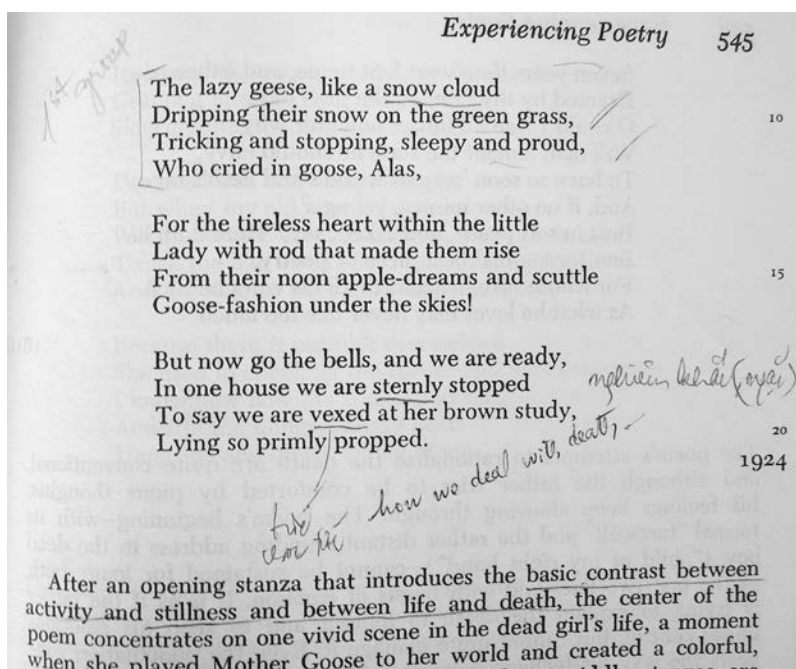 Experiencing Poetry 545
1st group
The lazy geese, like a snow cloud
Dripping their snow on the green grass, 10
Tricking and stopping, sleepy and proud,
Who cried in goose, Alas,
For the tireless heart within the little
Lady with rod that made them rise
From their noon apple-dreams and scuttle 15
Goose-fashion under the skies!
But now go the bells, and we are ready,
In one house we are sternly stopped
nghiêm khắc
To say we are vexed at her brown study,
Lying so primly propped. 20
1924
how we deal with death
After an opening stanza that introduces the basic contrast between
activity and stillness and between life and death, the center of the
poem concentrates on one vivid scene in the dead girl's life, a moment
when she played Mother Goose to her world and created a colorful,